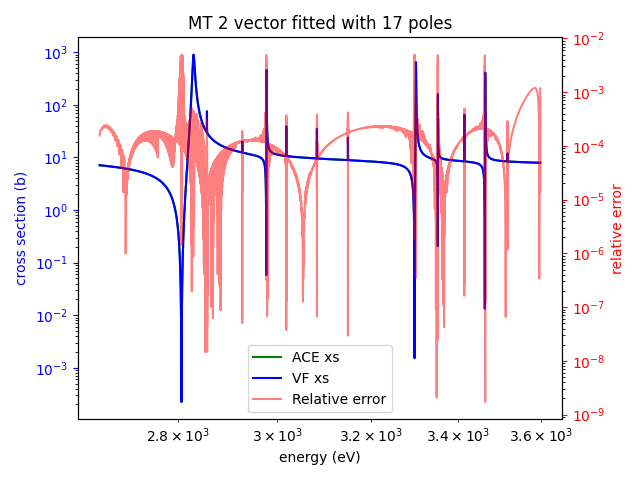 MT 2 vector fitted with 17 poles
cross section (b)
10³
10²
10¹
10⁰
10⁻¹
10⁻²
10⁻³
10⁻²
10⁻³
10⁻⁴
10⁻⁵
10⁻⁶
10⁻⁷
10⁻⁸
10⁻⁹
relative error
ACE xs
VF xs
Relative error
2.8 × 10³ 3 × 10³ 3.2 × 10³ 3.4 × 10³ 3.6 × 10³
energy (eV)